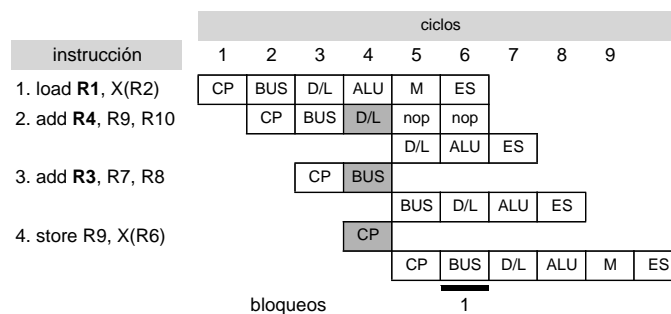 ciclos
instrucción 1 2 3 4 5 6 7 8 9
1. load R1, X(R2) CP BUS D/L ALU M ES
2. add R4, R9, R10 CP BUS D/L nop nop
D/L ALU ES
3. add R3, R7, R8 CP BUS
BUS D/L ALU ES
4. store R9, X(R6) CP
CP BUS D/L ALU M ES
bloqueos 1